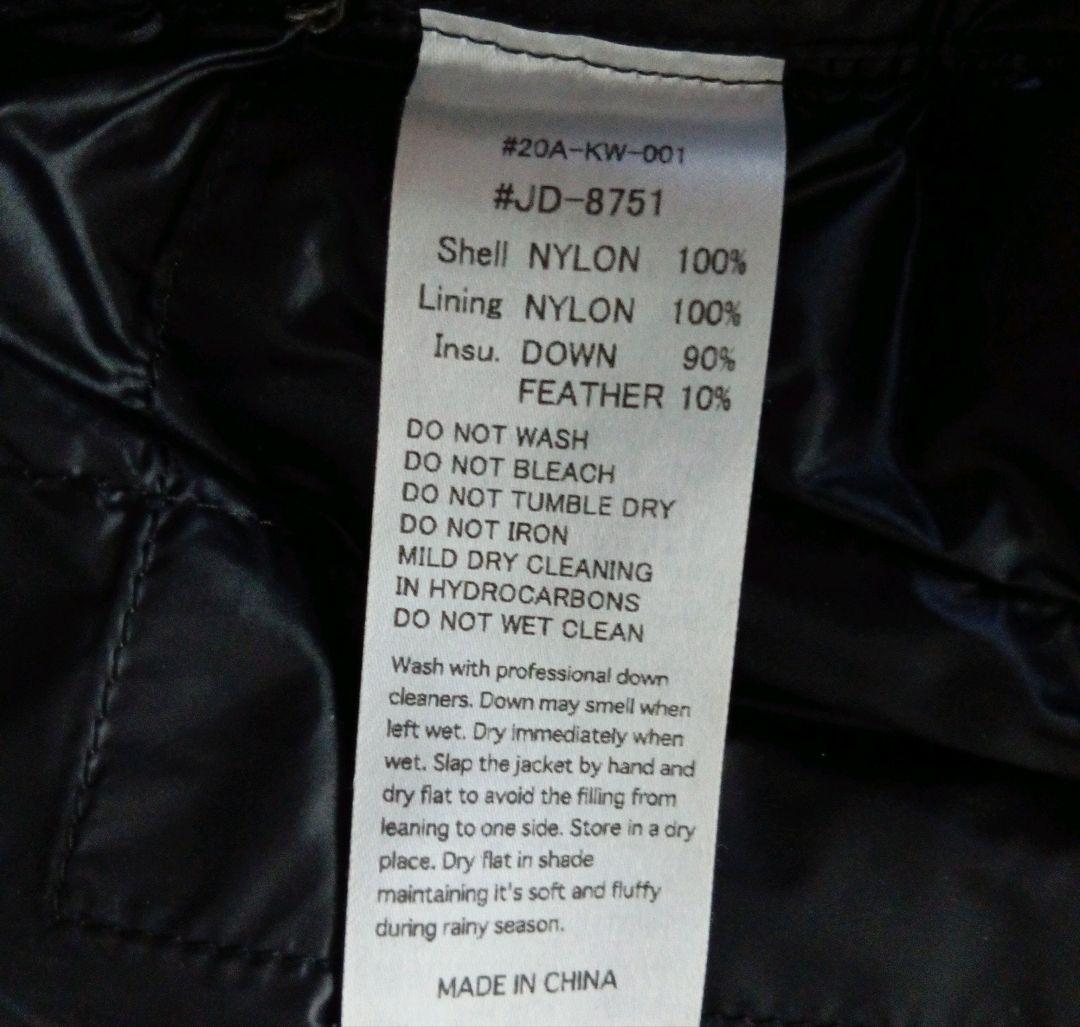 #20A-KW-001
#JD-8751
Shell NYLON 100%
Lining NYLON 100%
Insu. DOWN 90%
FEATHER 10%
DO NOT WASH
DO NOT BLEACH
DO NOT TUMBLE DRY
DO NOT IRON
MILD DRY CLEANING
IN HYDROCARBONS
DO NOT WET CLEAN
Wash with professional down
cleaners. Down may smell when
left wet. Dry immediately when
wet. Slap the jacket by hand and
dry flat to avoid the filling from
leaning to one side. Store in a dry
place. Dry flat in shade
maintaining it's soft and fluffy
during rainy season.
MADE IN CHINA